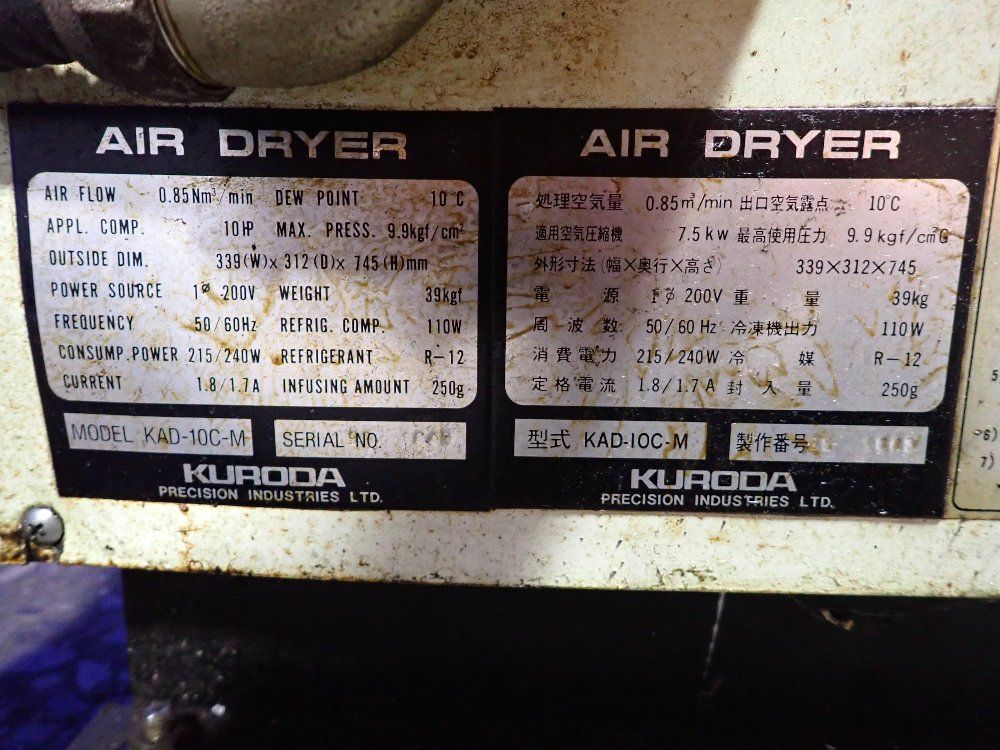 AIR DRYER
AIR FLOW 0.85Nm³/min DEW POINT 10°C
APPL. COMP. 10HP MAX. PRESS. 9.9kgf/cm²
OUTSIDE DIM. 339(W)x 312(D)x 745(H)mm
POWER SOURCE 1ø 200V WEIGHT 39kgf
FREQUENCY 50/60Hz REFRIG. COMP. 110W
CONSUMP.POWER 215/240W REFRIGERANT R-12
CURRENT 1.8/1.7A INFUSING AMOUNT 250g
MODEL KAD-10C-M SERIAL NO.
KURODA
PRECISION INDUSTRIES LTD.
AIR DRYER
処理空気量 0.85m³/min 出口空気露点 10°C
適用空気圧縮機 7.5kw 最高使用圧力 9.9kgf/cm²G
外形寸法(幅×奥行×高さ) 339×312×745
電源 1ø 200V 重量 39kg
周波数 50/60Hz 冷凍機出力 110W
消費電力 215/240W 冷媒 R-12
定格電流 1.8/1.7A 封入量 250g
型式 KAD-10C-M 製作番号
KURODA
PRECISION INDUSTRIES LTD.
5
6)
7)